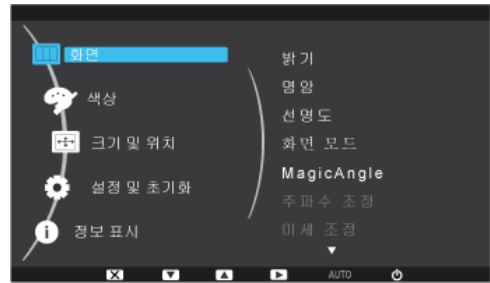 화면
색상
크기 및 위치
설정 및 초기화
정보 표시
밝기
명암
선명도
화면 모드
MagicAngle
주파수 조정
미세 조정
AUTO